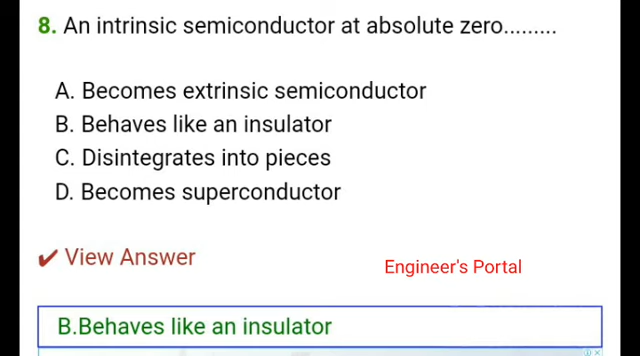 8. An intrinsic semiconductor at absolute zero.........
A. Becomes extrinsic semiconductor
B. Behaves like an insulator
C. Disintegrates into pieces
D. Becomes superconductor
✔ View Answer
Engineer's Portal
B.Behaves like an insulator